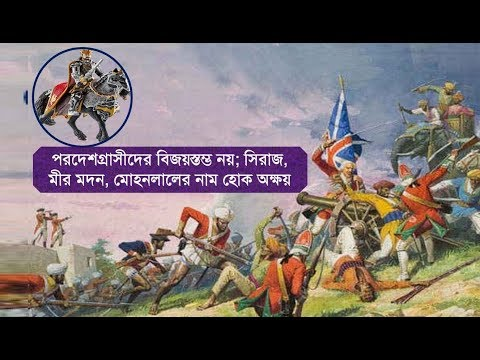 পরদেশগ্রাসীদের বিজয়স্তম্ভ নয়; সিরাজ,
মীর মদন, মোহনলালের নাম হোক অক্ষয়